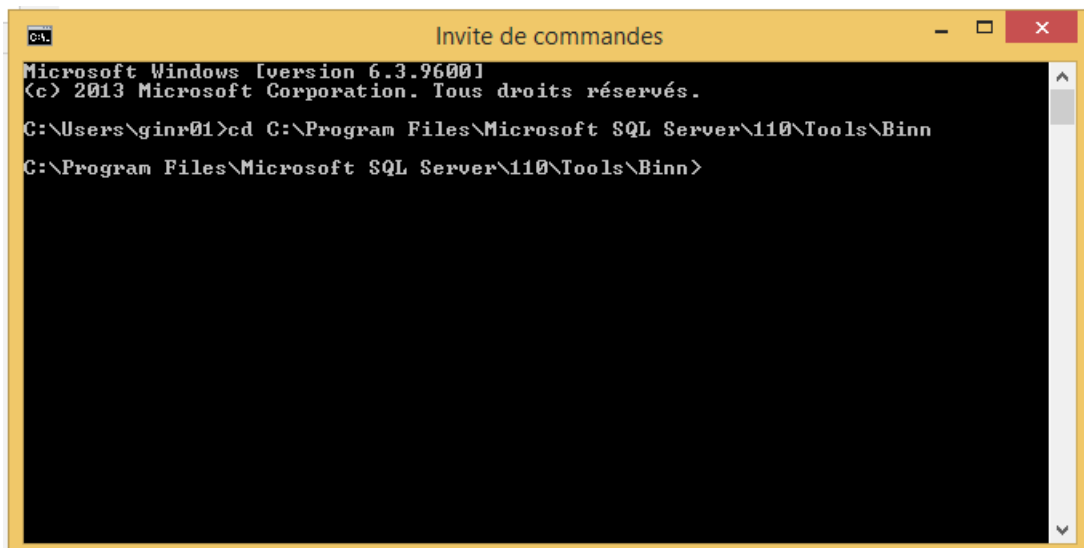 Invite de commandes
Microsoft Windows [version 6.3.9600]
(c) 2013 Microsoft Corporation. Tous droits réservés.
C:\Users\ginr01>cd C:\Program Files\Microsoft SQL Server\110\Tools\Binn
C:\Program Files\Microsoft SQL Server\110\Tools\Binn>